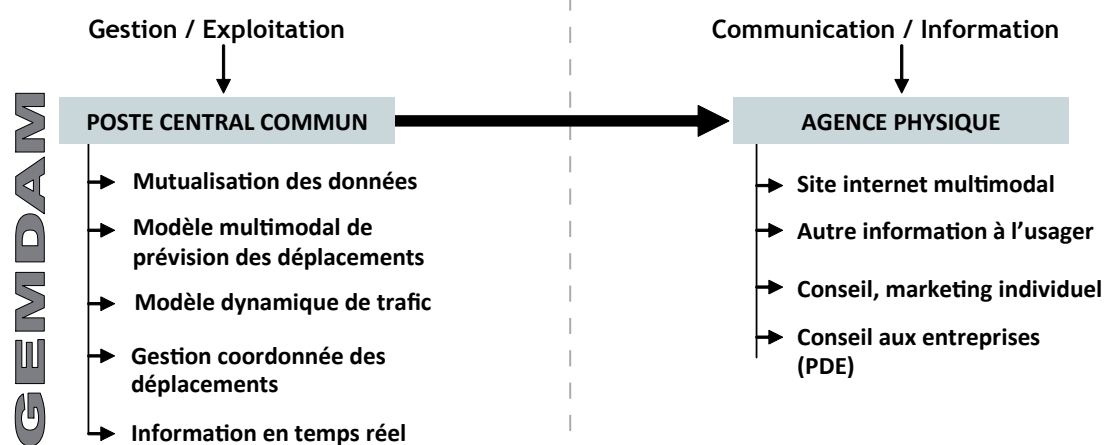 Gestion / Exploitation
Communication / Information
GEMDAM
POSTE CENTRAL COMMUN
Mutualisation des données
Modèle multimodal de
prévision des déplacements
Modèle dynamique de trafic
Gestion coordonnée des
déplacements
Information en temps réel
AGENCE PHYSIQUE
Site internet multimodal
Autre information à l'usager
Conseil, marketing individuel
Conseil aux entreprises
(PDE)